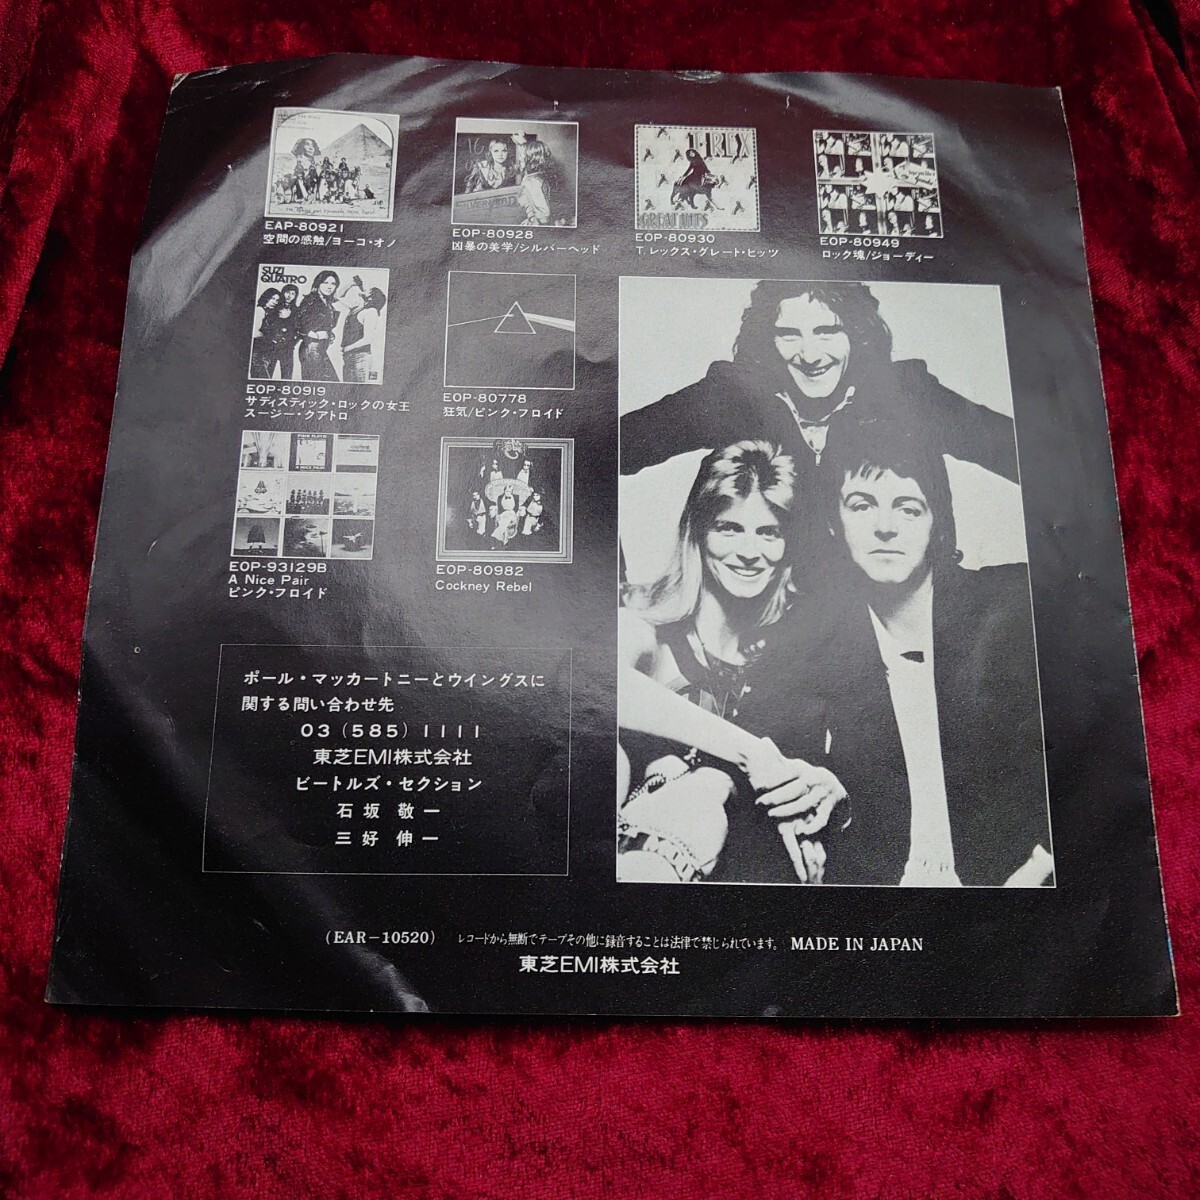 T.REX
GREAT HITS
EAP-80921
空間の感触/ヨーコ・オノ
EOP-80928
凶暴の美学/シルバーヘッド
EOP-80930
T.レックス・グレート・ヒッツ
EOP-80949
ロック魂/ジョーディー
SUZI
QUATRO
EOP-80919
サディスティック・ロックの女王
スージー・クアトロ
EOP-80778
狂気/ピンク・フロイド
PINK FLOYD
A NICE PAIR
EOP-93129B
A Nice Pair
ピンク・フロイド
EOP-80982
Cockney Rebel
ポール・マッカートニーとウイングスに
関する問い合わせ先
03(585)1111
東芝EMI株式会社
ビートルズ・セクション
石坂 敬一
三好 伸一
(EAR-10520) レコードから無断でテープその他に録音することは法律で禁じられています。 MADE IN JAPAN
東芝EMI株式会社